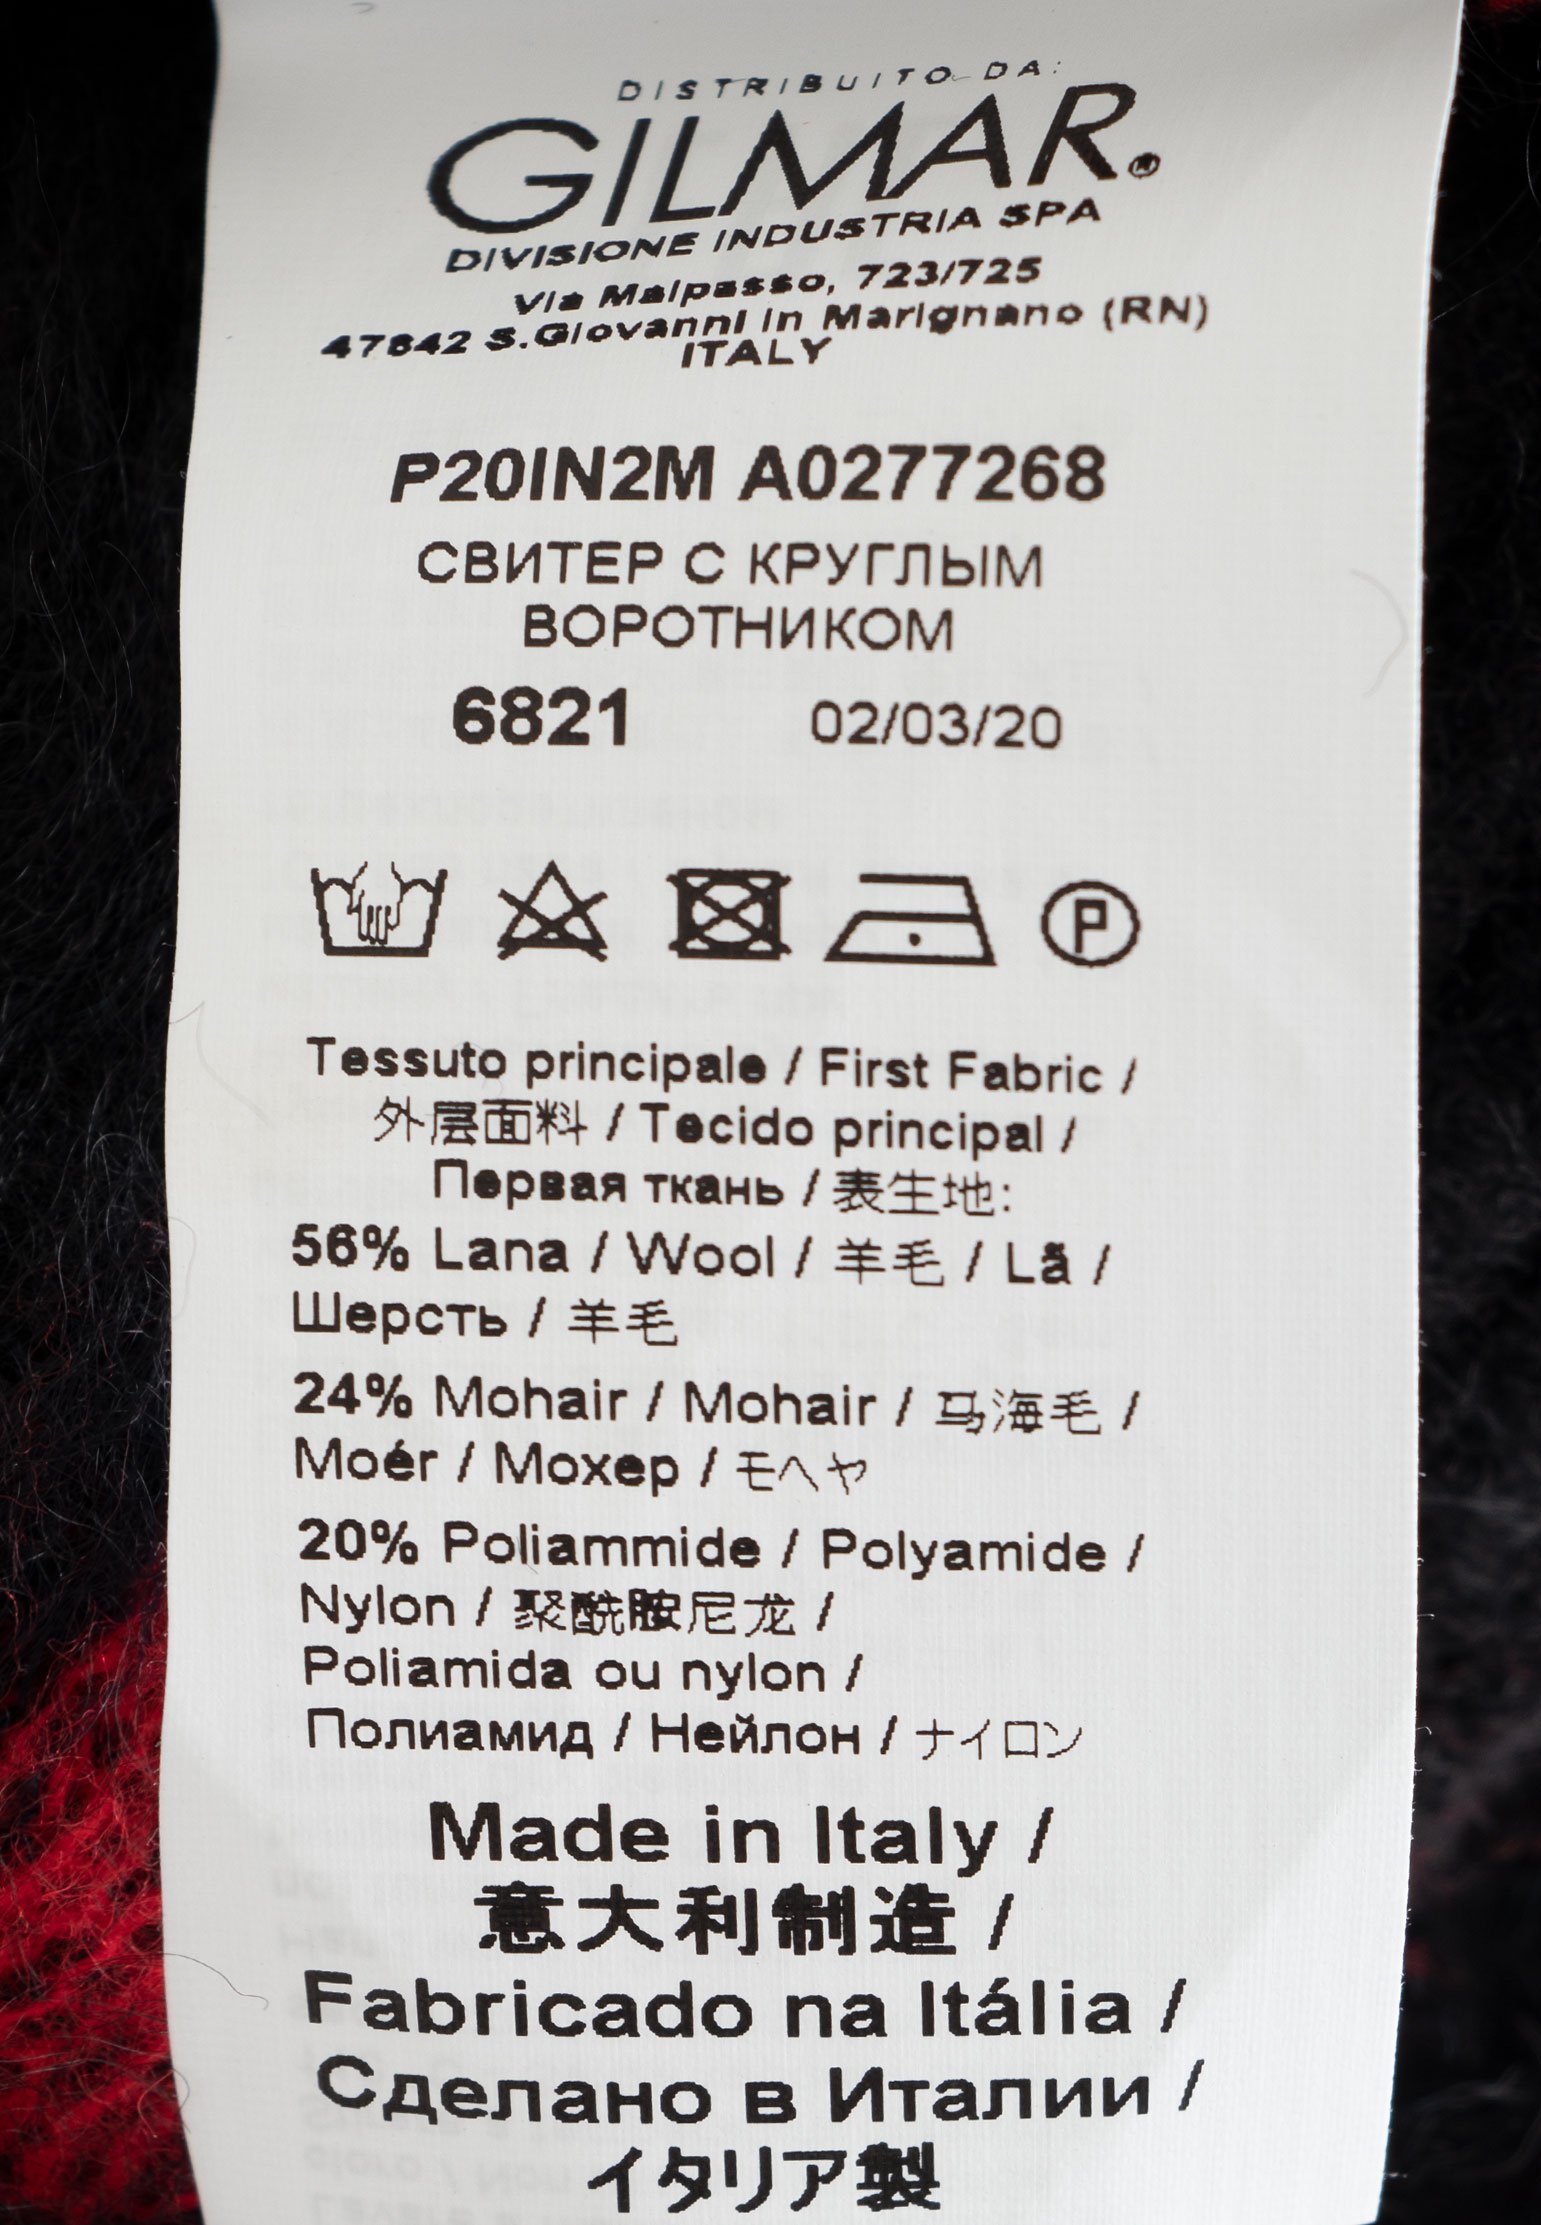 DISTRIBUITO DA:
GILMAR®
DIVISIONE INDUSTRIA SPA
Via Malpasso, 723/725
47842 S.Giovanni in Marignano (RN)
ITALY
P20IN2M A0277268
СВИТЕР С КРУГЛЫМ
ВОРОТНИКОМ
6821 02/03/20
P
Tessuto principale / First Fabric /
外层面料 / Tecido principal /
Первая ткань / 表生地:
56% Lana / Wool / 羊毛 / Lã /
Шерсть / 羊毛
24% Mohair / Mohair / 马海毛 /
Moér / Мохер / モヘヤ
20% Poliammide / Polyamide /
Nylon / 聚酰胺尼龙 /
Poliamida ou nylon /
Полиамид / Нейлон / ナイロン
Made in Italy /
意大利制造 /
Fabricado na Itália /
Сделано в Италии /
イタリア製